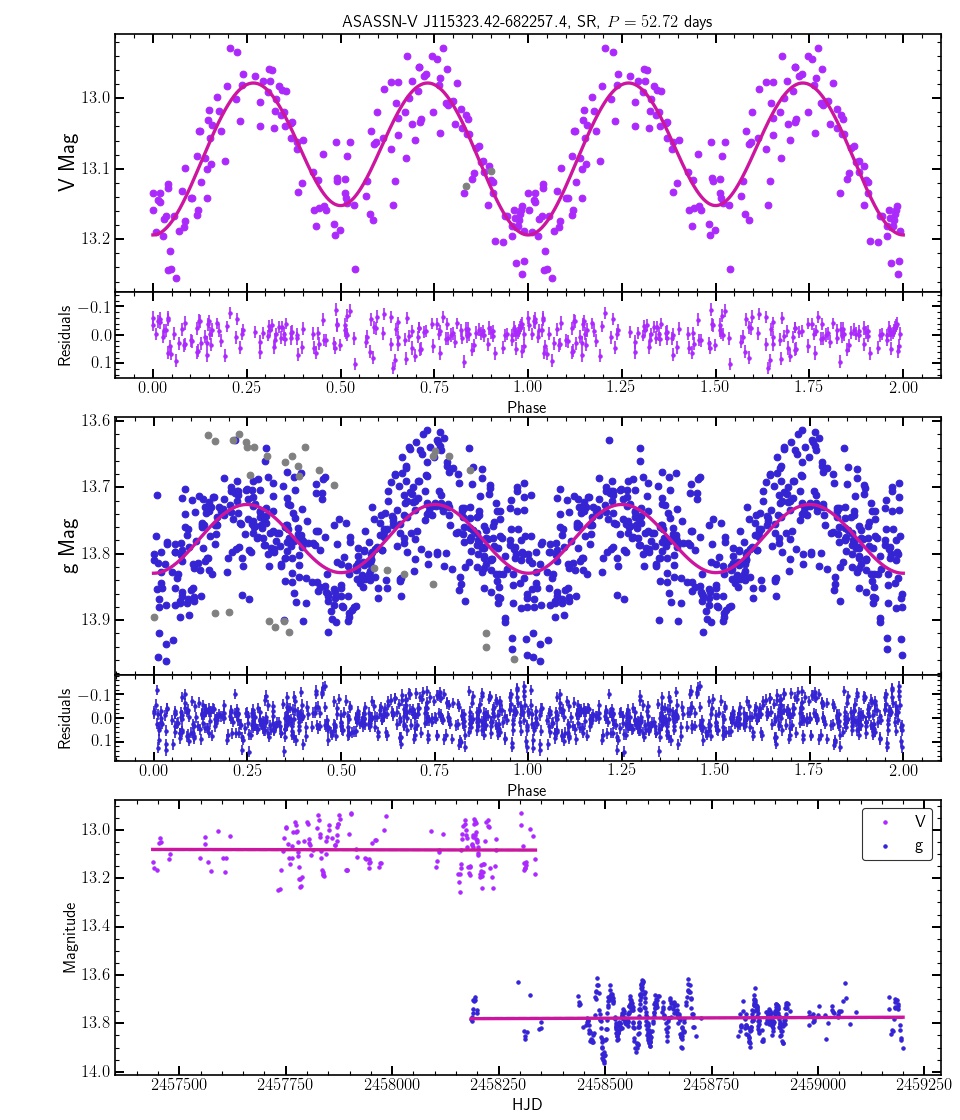 ASASSN-V J115323.42-682257.4, SR, P = 52.72 days
V Mag
13.0
13.1
13.2
Residuals
−0.1
0.0
0.1
0.00 0.25 0.50 0.75 1.00 1.25 1.50 1.75 2.00
Phase
g Mag
13.6
13.7
13.8
13.9
Residuals
−0.1
0.0
0.1
0.00 0.25 0.50 0.75 1.00 1.25 1.50 1.75 2.00
Phase
Magnitude
13.0
13.2
13.4
13.6
13.8
14.0
V
g
2457500 2457750 2458000 2458250 2458500 2458750 2459000 2459250
HJD